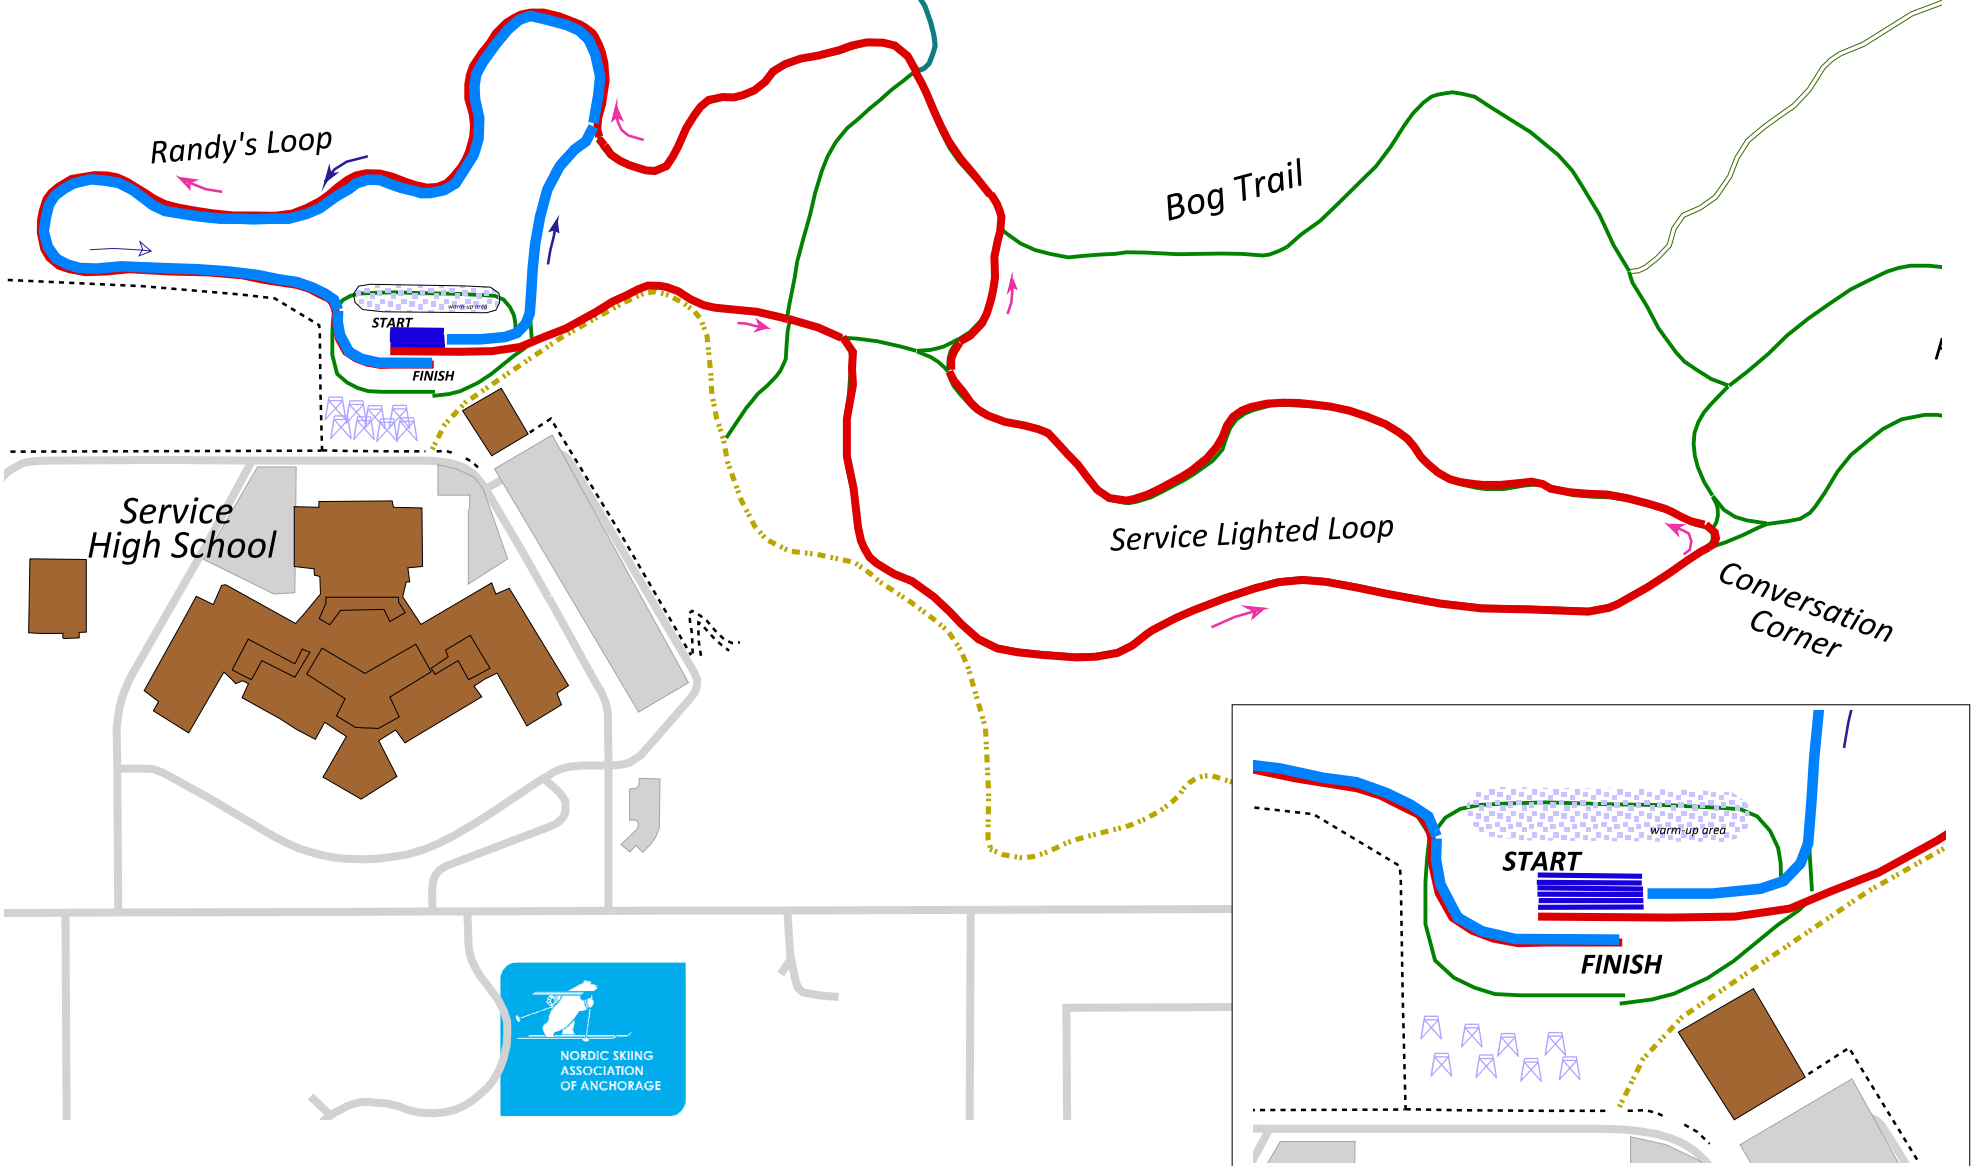 Randy's Loop
Bog Trail
warm-up area
START
FINISH
Service
High School
Service Lighted Loop
Conversation
Corner
warm-up area
START
FINISH
NORDIC SKIING
ASSOCIATION
OF ANCHORAGE